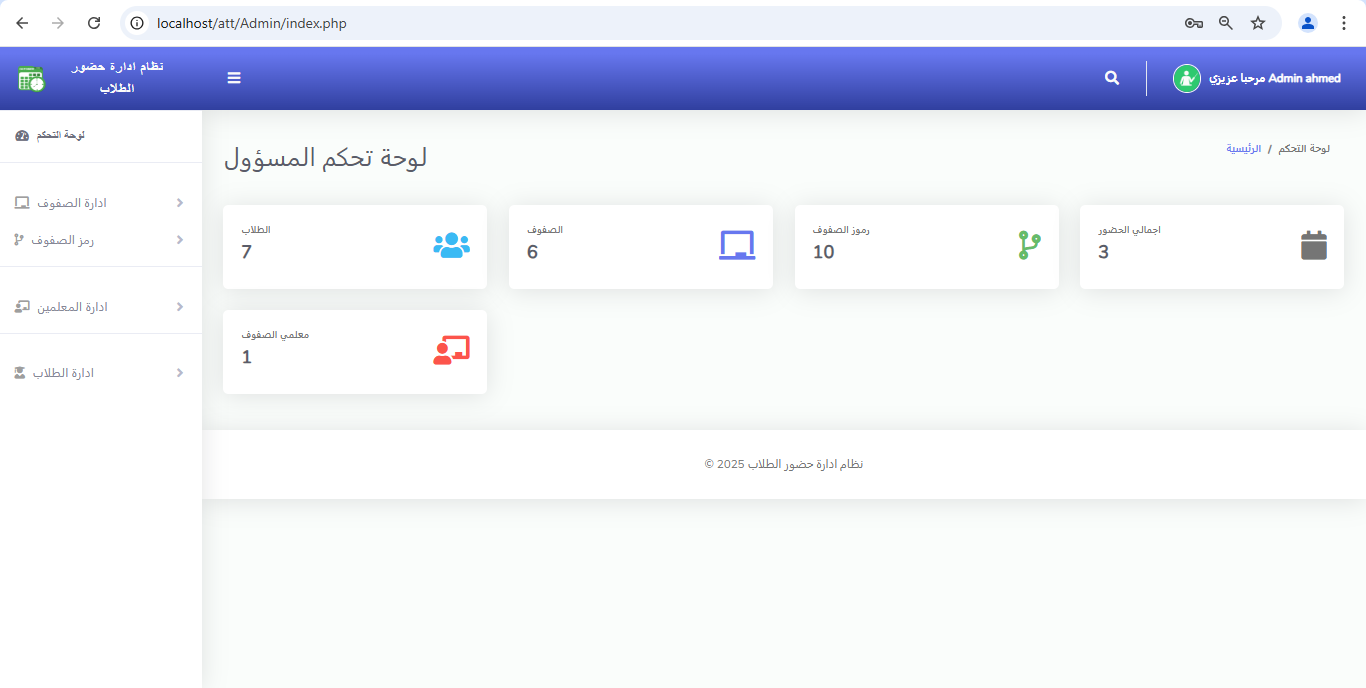 localhost/att/Admin/index.php
نظام ادارة حضور
الطلاب
مرحبا عزيزي Admin ahmed
لوحة التحكم
ادارة الصفوف
رمز الصفوف
ادارة المعلمين
ادارة الطلاب
لوحة تحكم المسؤول
الرئيسية / لوحة التحكم
الطلاب
7
الصفوف
6
رموز الصفوف
10
اجمالي الحضور
3
معلمي الصفوف
1
نظام ادارة حضور الطلاب 2025 ©